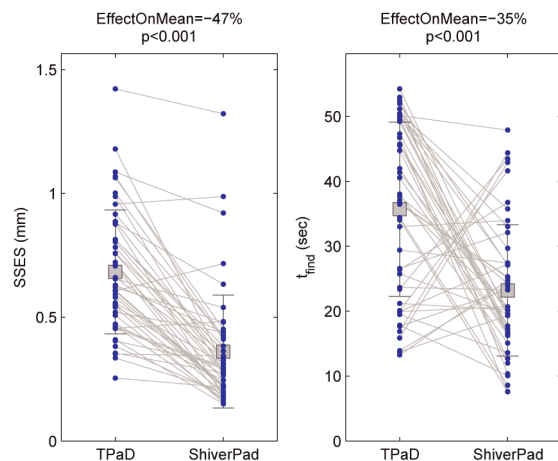 EffectOnMean=−47%
p<0.001
1.5
1
0.5
0
SSES (mm)
TPaD ShiverPad
EffectOnMean=−35%
p<0.001
50
40
30
20
10
0
t_find (sec)
TPaD ShiverPad